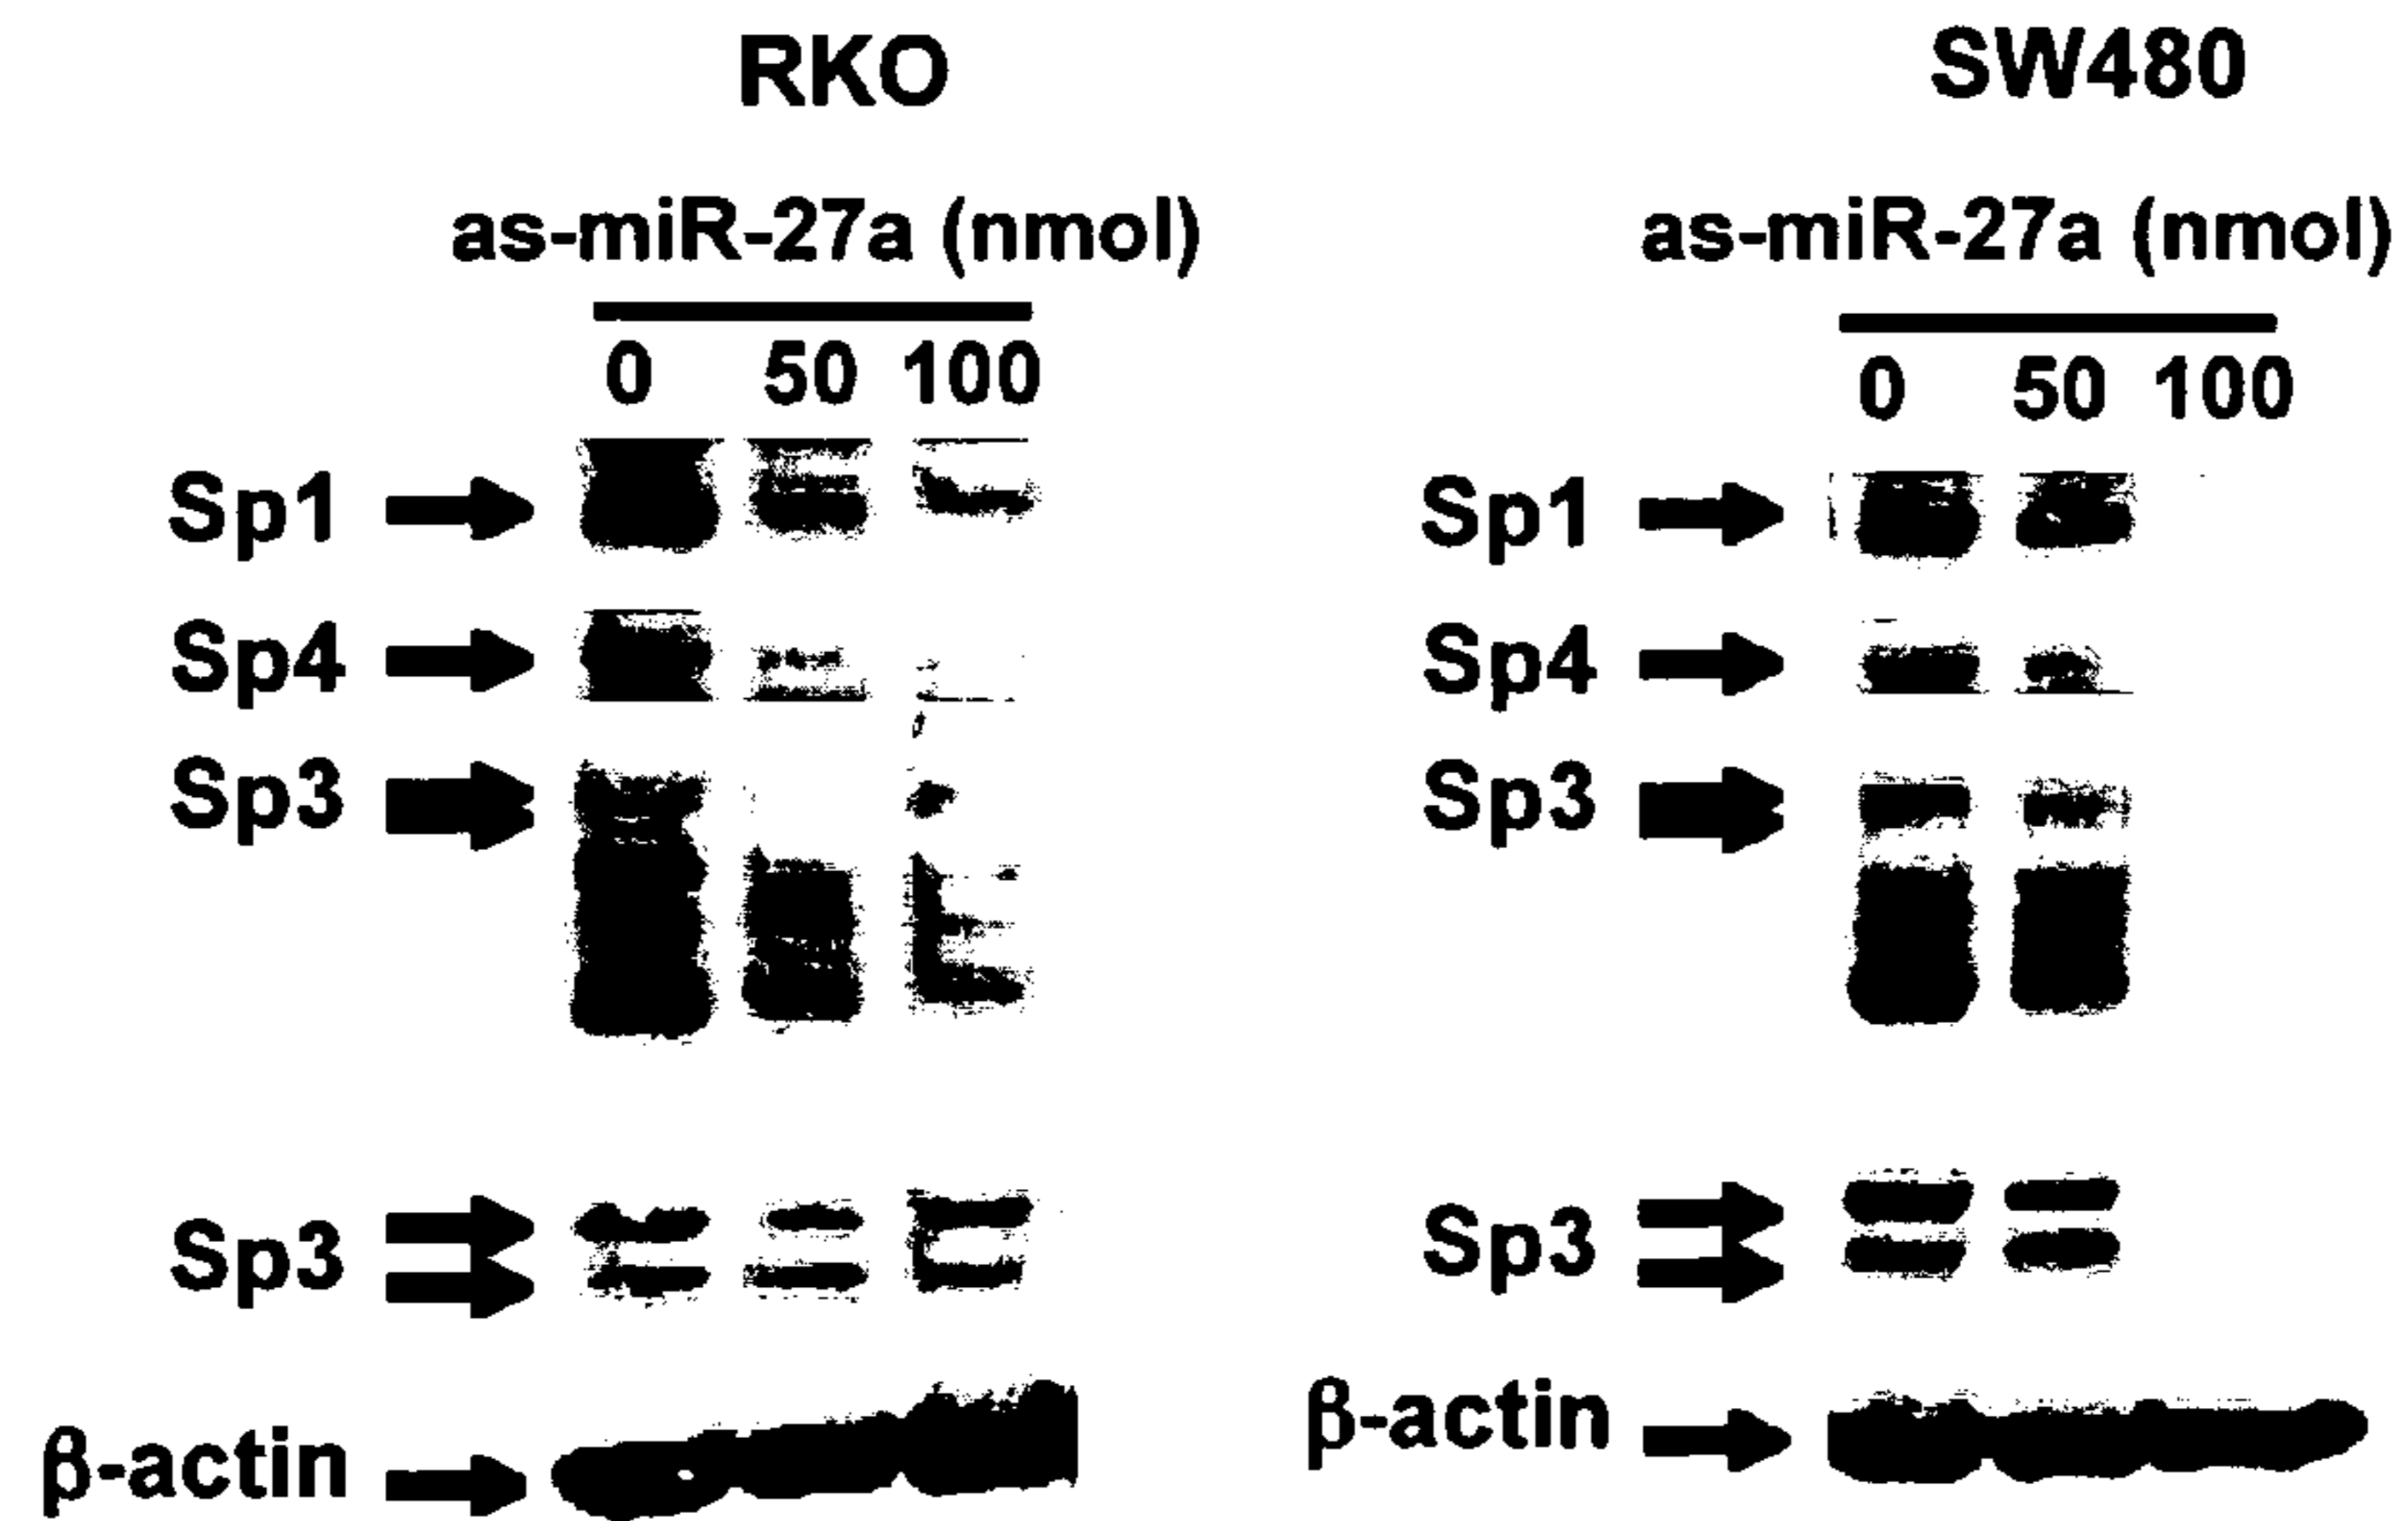 RKO
as-miR-27a (nmol)
0 50 100
Sp1
Sp4
Sp3
Sp3
β-actin
SW480
as-miR-27a (nmol)
0 50 100
Sp1
Sp4
Sp3
Sp3
β-actin